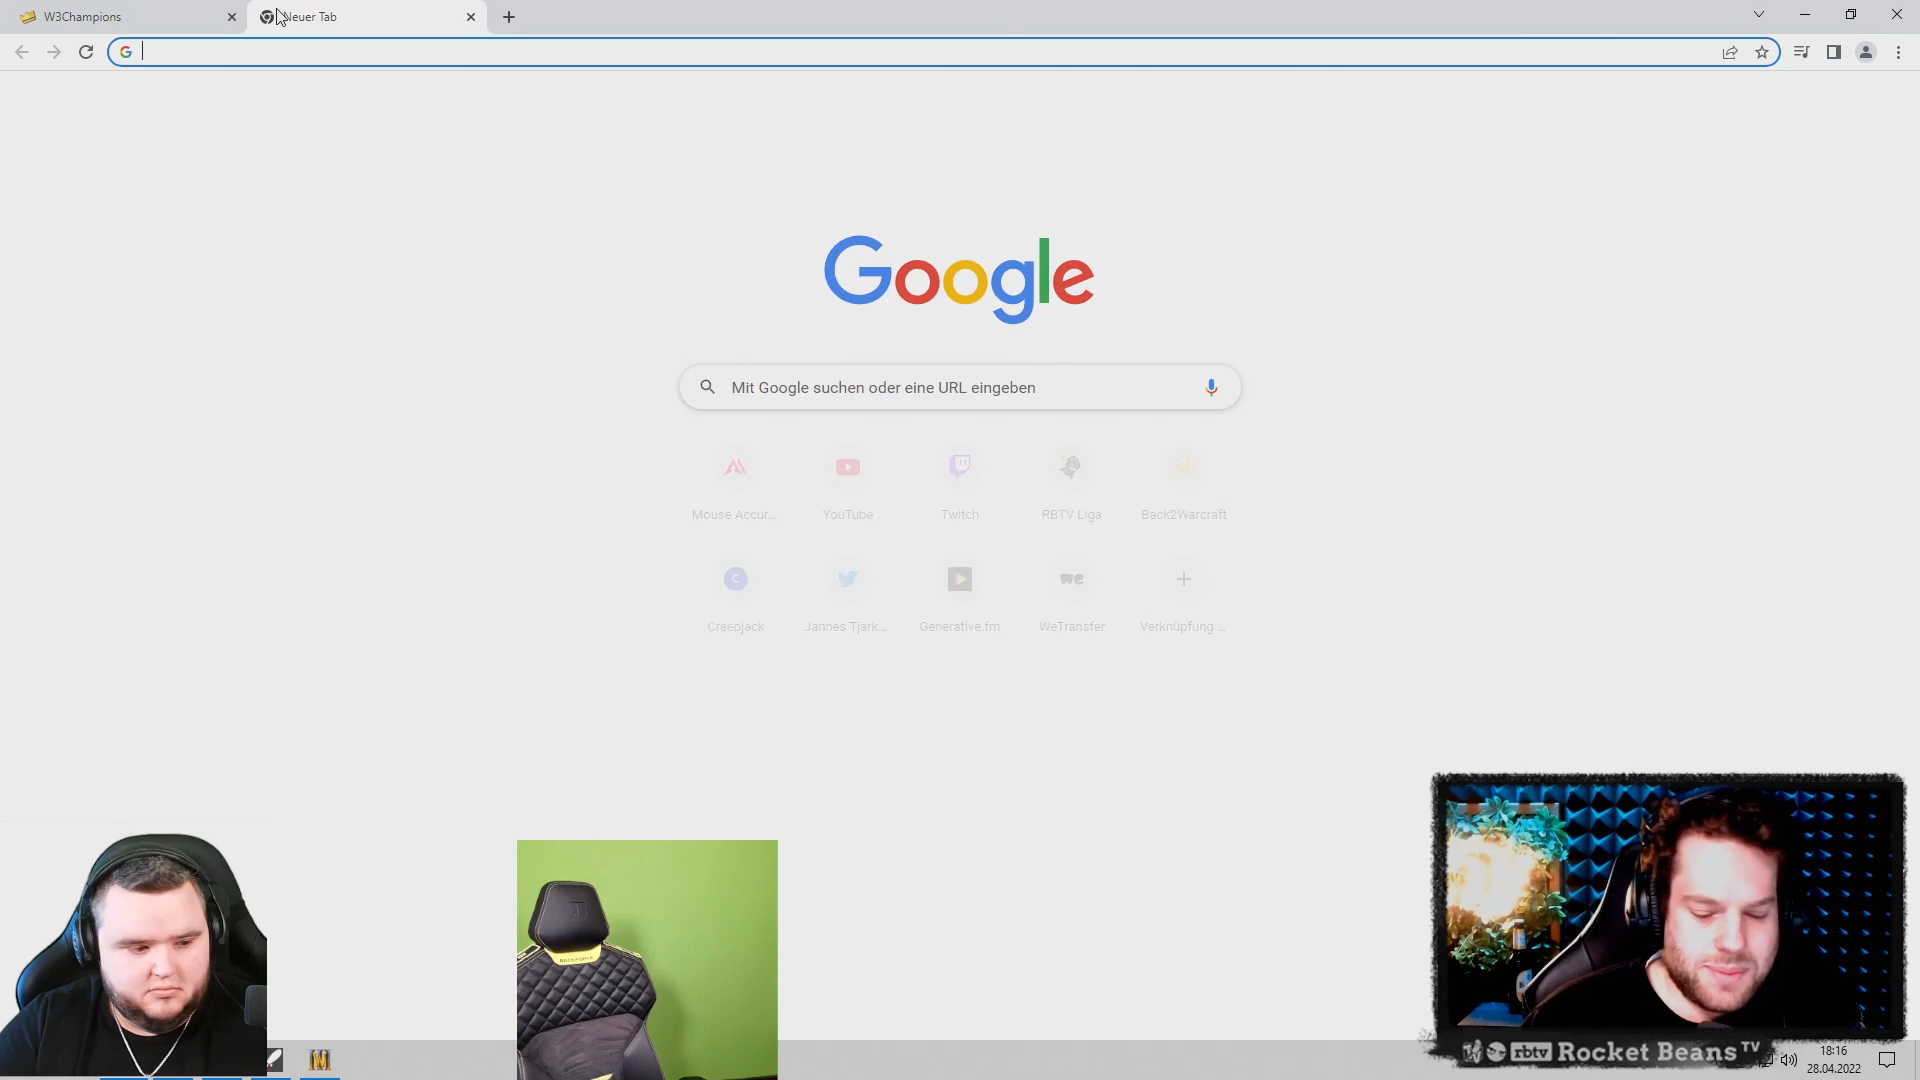 W3Champions
Neuer Tab
Google
Mit Google suchen oder eine URL eingeben
Mouse Accur...
YouTube
Twitch
RBTV Liga
Back2Warcraft
Creepjack
Jannes Tjark...
Generative.fm
WeTransfer
Verknüpfung ...
rbtv Rocket Beans TV
18:16
28.04.2022